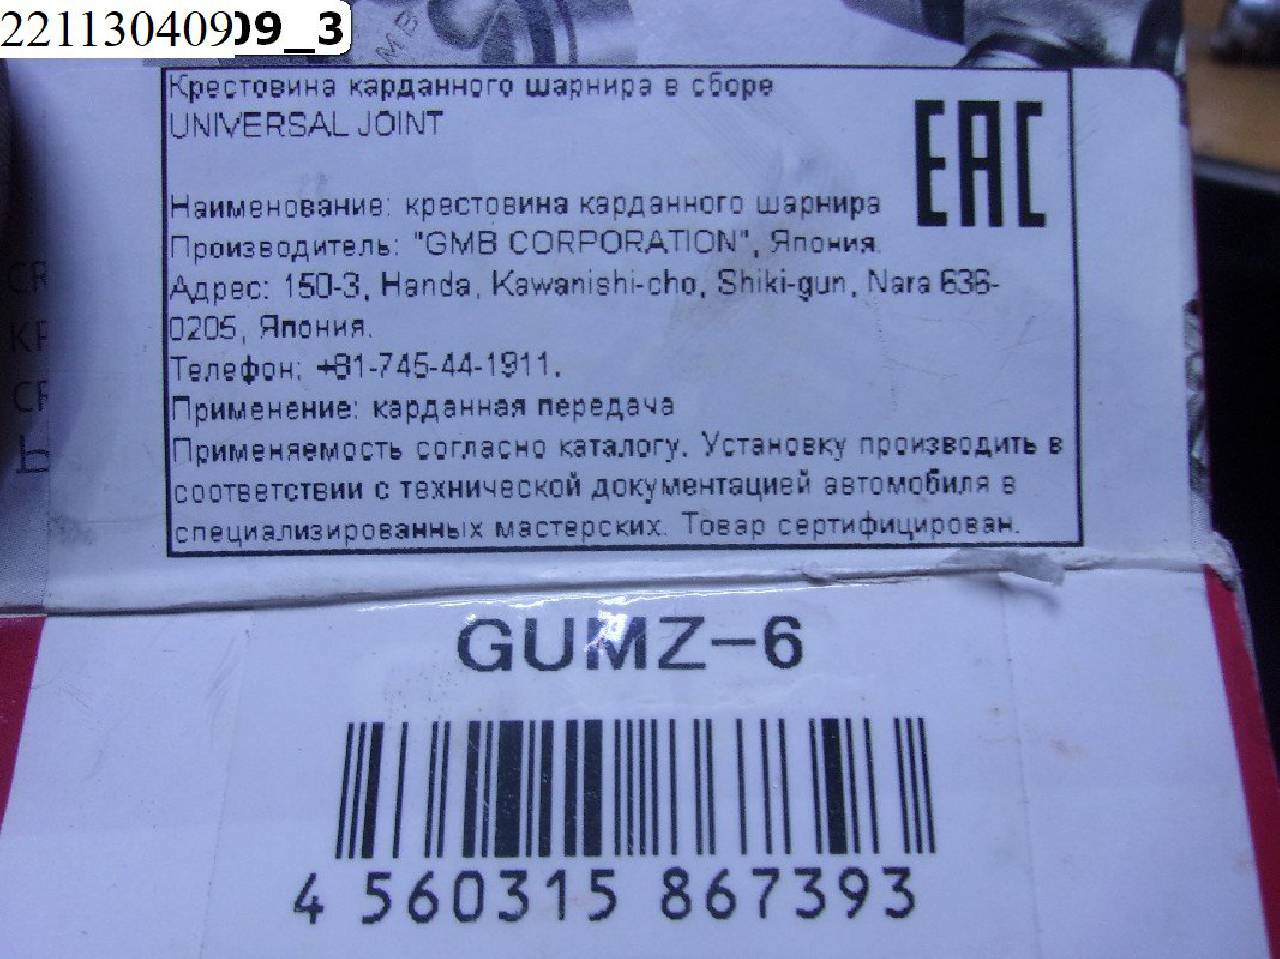 22113040909_3
MB
Крестовина карданного шарнира в сборе
UNIVERSAL JOINT
EAC
Наименование: крестовина карданного шарнира
Производитель: "GMB CORPORATION", Япония.
Адрес: 150-3, Handa, Kawanishi-cho, Shiki-gun, Nara 636-
0205, Япония.
Телефон: +81-745-44-1911.
Применение: карданная передача
Применяемость согласно каталогу. Установку производить в
соответствии с технической документацией автомобиля в
специализированных мастерских. Товар сертифицирован.
GUMZ-6
4 560315 867393